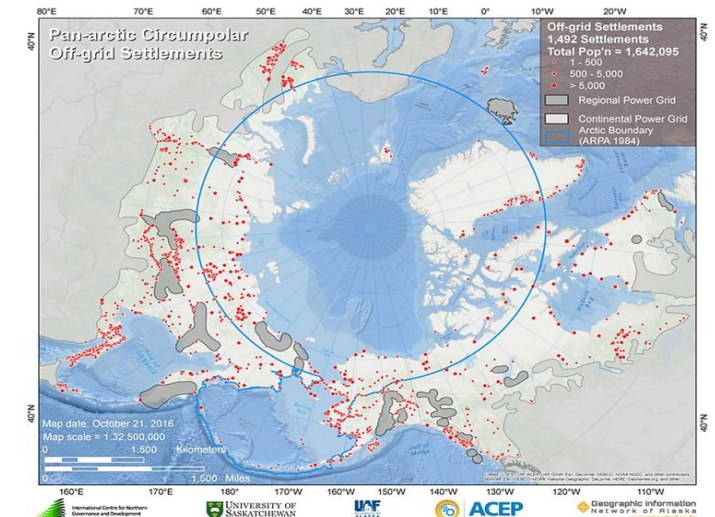 80°E 70°E 60°E 50°E 40°E 30°E 20°E 10°E 0° 10°W 20°W
Pan-arctic Circumpolar
Off-grid Settlements
Off-grid Settlements
1,492 Settlements
Total Pop'n = 1,642,095
1 - 500
500 - 5,000
> 5,000
Regional Power Grid
Continental Power Grid
Arctic Boundary
(ARPA 1984)
40°N
40°N
40°N
40°N
Map date: October 21, 2016
Map scale = 1:32,500,000
0 1,500 Kilometers
0 1,500 Miles
160°E 170°E 180° 170°W 160°W 150°W 140°W 130°W 120°W 110°W
International Centre for Northern
Governance and Development
UNIVERSITY OF
SASKATCHEWAN
UAF
ACEP
Geographic Information
Network of Alaska